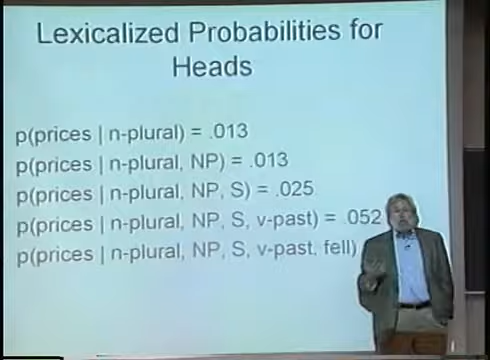 Lexicalized Probabilities for
Heads
p(prices | n-plural) = .013
p(prices | n-plural, NP) = .013
p(prices | n-plural, NP, S) = .025
p(prices | n-plural, NP, S, v-past) = .052
p(prices | n-plural, NP, S, v-past, fell)